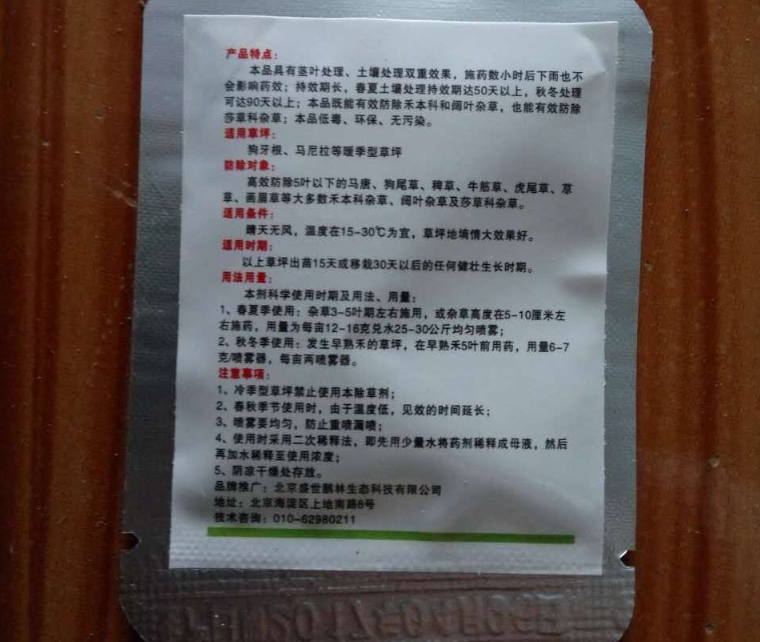 产品特点:
本品具有茎叶处理、土壤处理双重效果，施药数小时后下雨也不
会影响药效；持效期长，春夏土壤处理持效期达50天以上，秋冬处理
可达90天以上；本品既能有效防除禾本科和阔叶杂草，也能有效防除
莎草科杂草；本品低毒、环保、无污染。
适用草坪:
狗牙根、马尼拉等暖季型草坪
防除对象:
高效防除5叶以下的马唐、狗尾草、稗草、牛筋草、虎尾草、
草、画眉草等大多数禾本科杂草、阔叶杂草及莎草科杂草。
适用条件:
晴天无风，温度在15-30℃为宜，草坪地墒情大效果好。
适用时期:
以上草坪出苗15天或移栽30天以后的任何健壮生长时期。
用法用量:
本剂科学使用时期及用法、用量:
1、春夏季使用：杂草3-5叶期左右施用，或杂草高度在5-10厘米左
右施药，用量为每亩12-16克兑水25-30公斤均匀喷雾；
2、秋冬季使用：发生早熟禾的草坪，在早熟禾5叶前用药，用量6-7
克/喷雾器，每亩两喷雾器。
注意事项:
1、冷季型草坪禁止使用本除草剂；
2、春秋季节使用时，由于温度低，见效的时间延长；
3、喷雾要均匀，防止重喷漏喷；
4、使用时采用二次稀释法，即先用少量水将药剂稀释成母液，然后
再加水稀释至使用浓度；
5、阴凉干燥处存放。
品牌推广：北京盛世鹏林生态科技有限公司
地址：北京海淀区上地南路8号
技术咨询：010-62980211